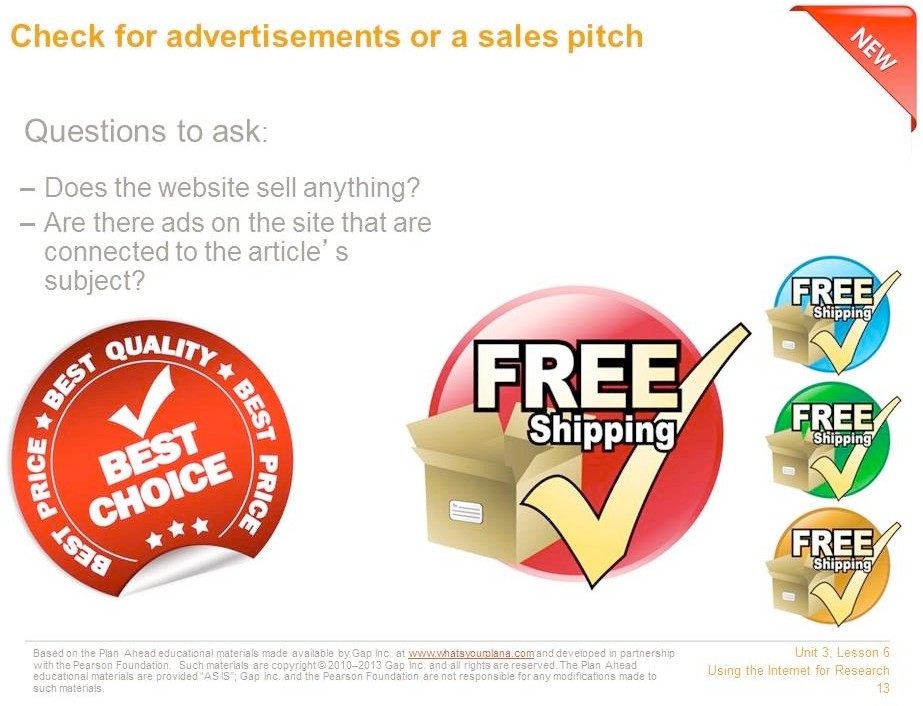 Check for advertisements or a sales pitch
NEW
Questions to ask:
– Does the website sell anything?
– Are there ads on the site that are
connected to the article’s
subject?
BEST PRICE ★ BEST QUALITY ★ BEST PRICE
BEST
CHOICE
FREE
Shipping
FREE
Shipping
FREE
Shipping
FREE
Shipping
Based on the Plan Ahead educational materials made available by Gap Inc. at www.whatsyourplana.com and developed in partnership
with the Pearson Foundation. Such materials are copyright © 2010–2013 Gap Inc. and all rights are reserved. The Plan Ahead
educational materials are provided “AS IS”; Gap Inc. and the Pearson Foundation are not responsible for any modifications made to
such materials.
Unit 3, Lesson 6
Using the Internet for Research
13